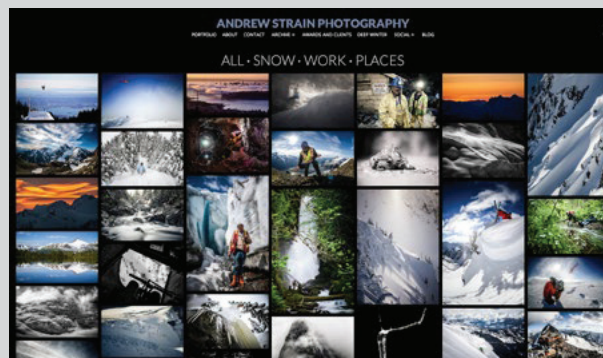 ANDREW STRAIN PHOTOGRAPHY
PORTFOLIO ABOUT CONTACT ARCHIVE AWARDS AND CLIENTS DEEP WINTER SOCIAL BLOG
ALL • SNOW • WORK • PLACES